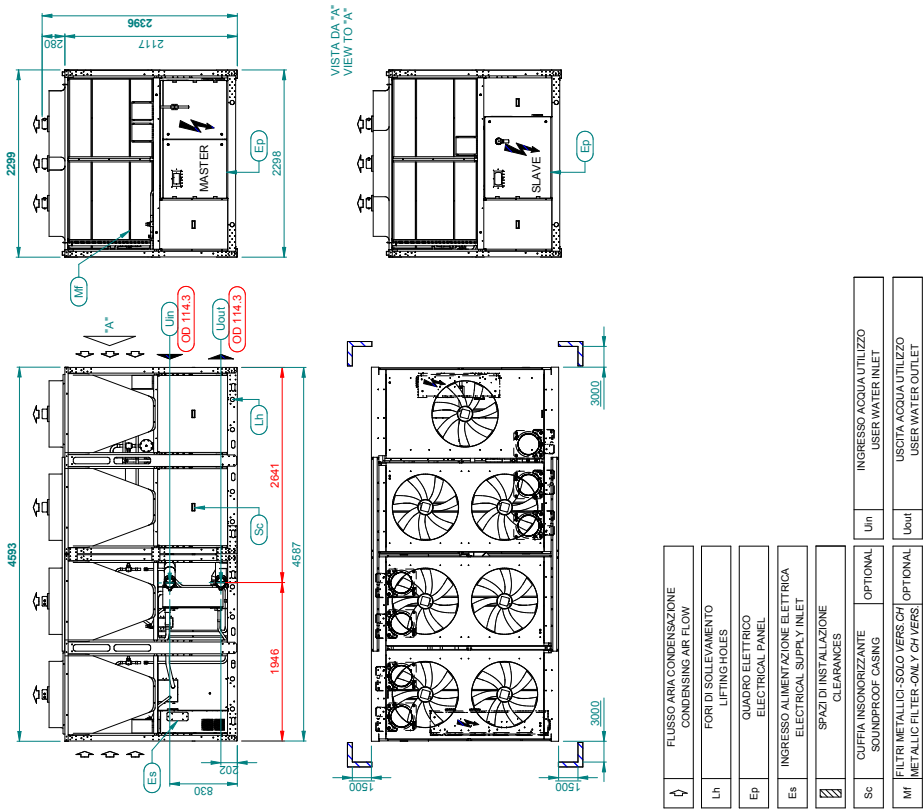 2396
280
2117
VISTA DA "A"
VIEW TO "A"
2299
MASTER
Ep
2298
Mf
SLAVE
Ep
"A"
Uin
OD 114.3
Uout
OD 114.3
4593
Lh
Sc
2641
1946
4587
Es
202
830
3000
3000
1500
1500
FLUSSO ARIA CONDENSAZIONE
CONDENSING AIR FLOW
Lh
FORI DI SOLLEVAMENTO
LIFTING HOLES
Ep
QUADRO ELETTRICO
ELECTRICAL PANEL
Es
INGRESSO ALIMENTAZIONE ELETTRICA
ELECTRICAL SUPPLY INLET
SPAZI DI INSTALLAZIONE
CLEARANCES
Sc
CUFFIA INSONORIZZANTE
SOUNDPROOF CASING
OPTIONAL
Mf
FILTRI METALLICI-SOLO VERS.CH
METALLIC FILTER-ONLY CH VERS.
OPTIONAL
Uin
INGRESSO ACQUA UTILIZZO
USER WATER INLET
Uout
USCITA ACQUA UTILIZZO
USER WATER OUTLET